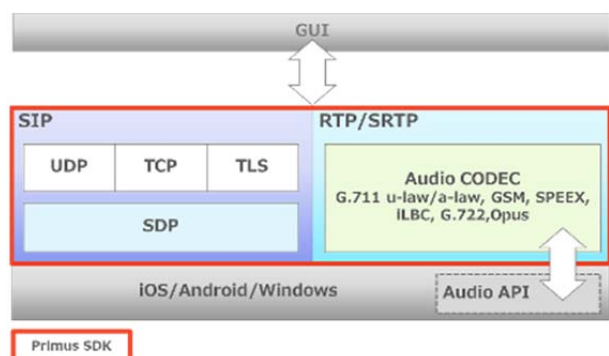 GUI
SIP
RTP/SRTP
UDP
TCP
TLS
SDP
Audio CODEC
G.711 u-law/a-law, GSM, SPEEX,
iLBC, G.722,Opus
iOS/Android/Windows
Audio API
Primus SDK